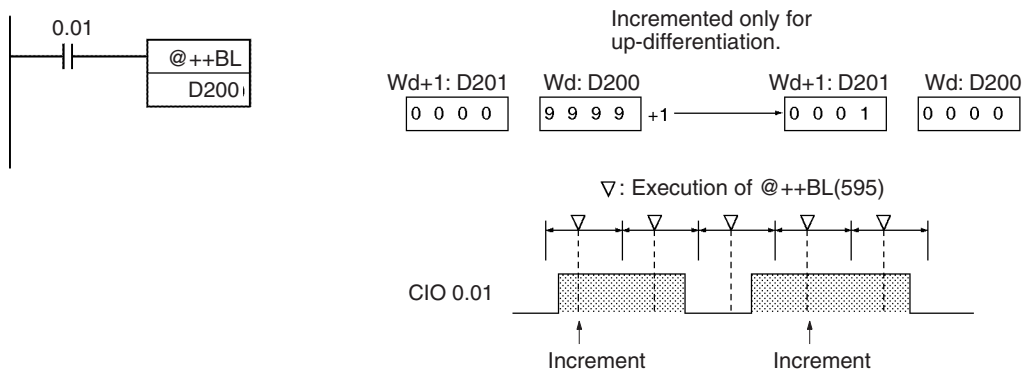 0.01
@++BL
D200
Incremented only for
up-differentiation.
Wd+1: D201 Wd: D200 Wd+1: D201 Wd: D200
0 0 0 0 9 9 9 9 +1 0 0 0 1 0 0 0 0
▽: Execution of @++BL(595)
CIO 0.01
Increment Increment